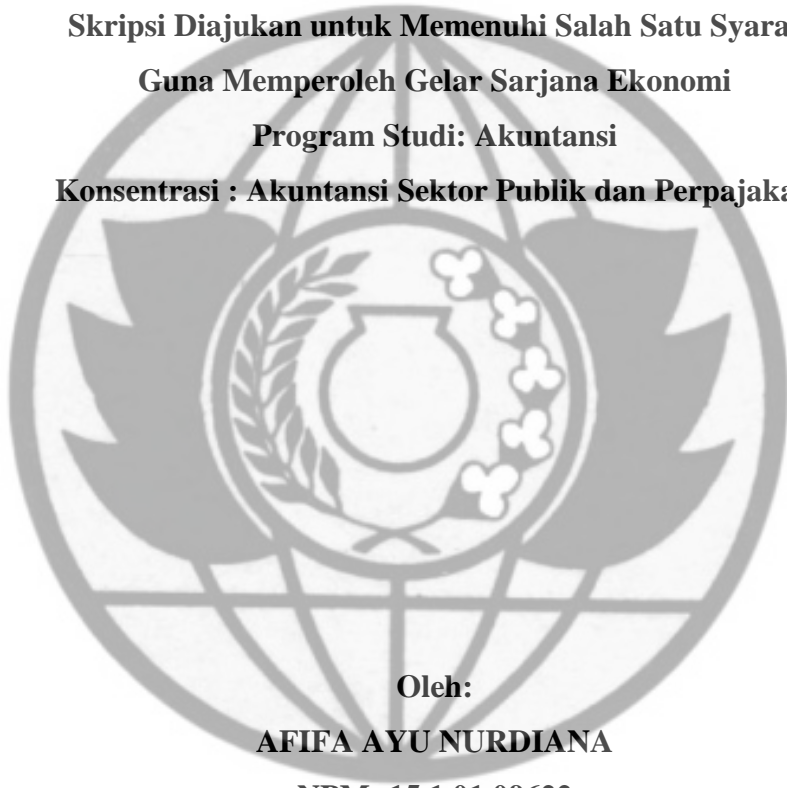 Skripsi Diajukan untuk Memenuhi Salah Satu Syara
Guna Memperoleh Gelar Sarjana Ekonomi
Program Studi: Akuntansi
Konsentrasi : Akuntansi Sektor Publik dan Perpajaka
Oleh:
AFIFA AYU NURDIANA